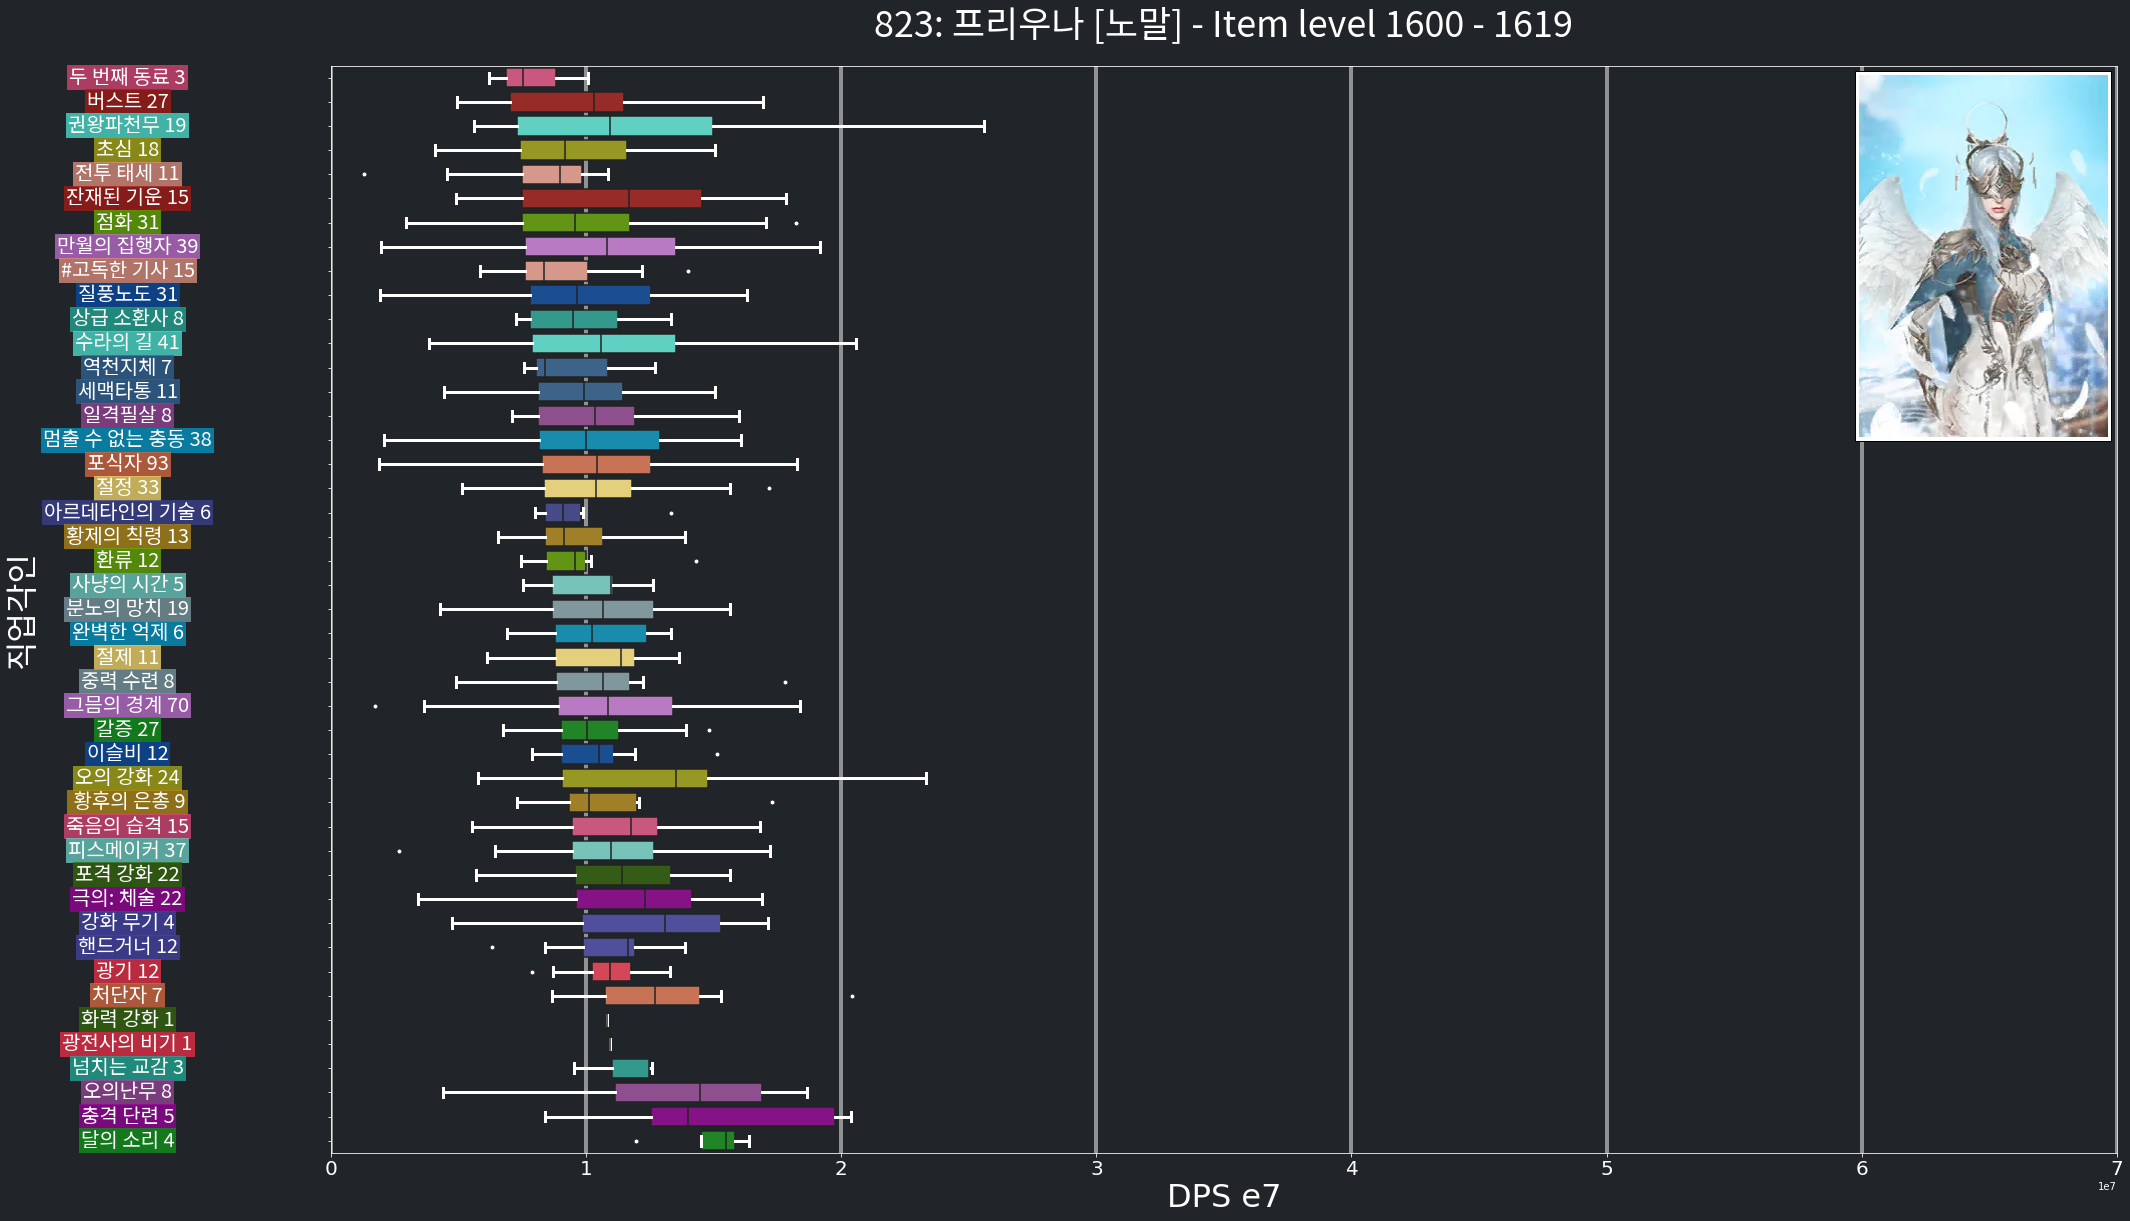 823: 프리우나 [노말] - Item level 1600 - 1619
두 번째 동료 3
버스트 27
권왕파천무 19
초심 18
전투 태세 11
잔재된 기운 15
점화 31
만월의 집행자 39
#고독한 기사 15
질풍노도 31
상급 소환사 8
수라의 길 41
역천지체 7
세맥타통 11
일격필살 8
멈출 수 없는 충동 38
포식자 93
절정 33
아르데타인의 기술 6
황제의 칙령 13
환류 12
사냥의 시간 5
분노의 망치 19
완벽한 억제 6
절제 11
중력 수련 8
그믐의 경계 70
갈증 27
이슬비 12
오의 강화 24
황후의 은총 9
죽음의 습격 15
피스메이커 37
포격 강화 22
극의: 체술 22
강화 무기 4
핸드거너 12
광기 12
처단자 7
화력 강화 1
광전사의 비기 1
넘치는 교감 3
오의난무 8
충격 단련 5
달의 소리 4
직업각인
0 1 2 3 4 5 6 7
1e7
DPS e7